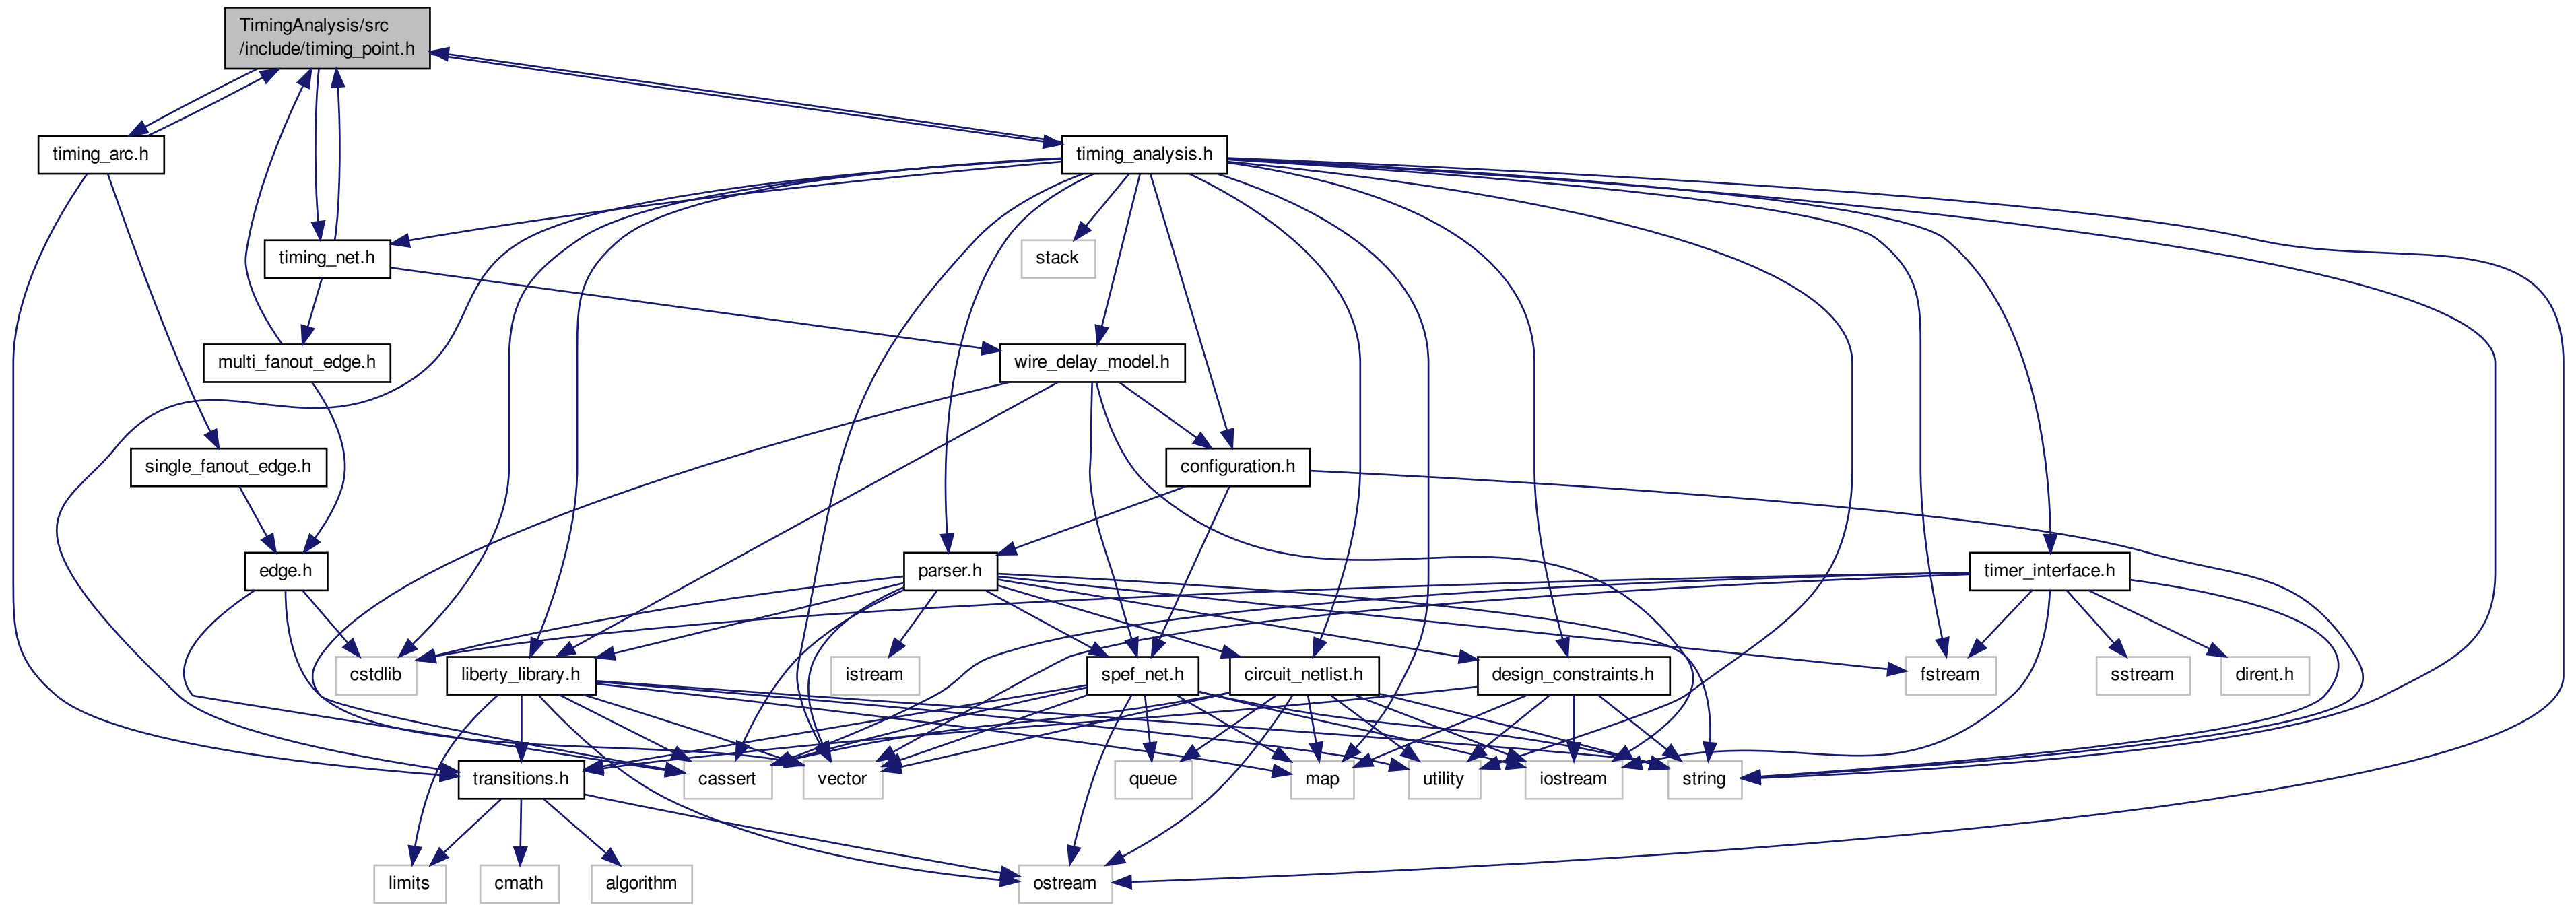 TimingAnalysis/src
/include/timing_point.h
timing_arc.h
timing_analysis.h
timing_net.h
stack
multi_fanout_edge.h
wire_delay_model.h
single_fanout_edge.h
configuration.h
edge.h
parser.h
timer_interface.h
cstdlib
liberty_library.h
istream
spef_net.h
circuit_netlist.h
design_constraints.h
fstream
sstream
dirent.h
transitions.h
cassert
vector
queue
map
utility
iostream
string
limits
cmath
algorithm
ostream